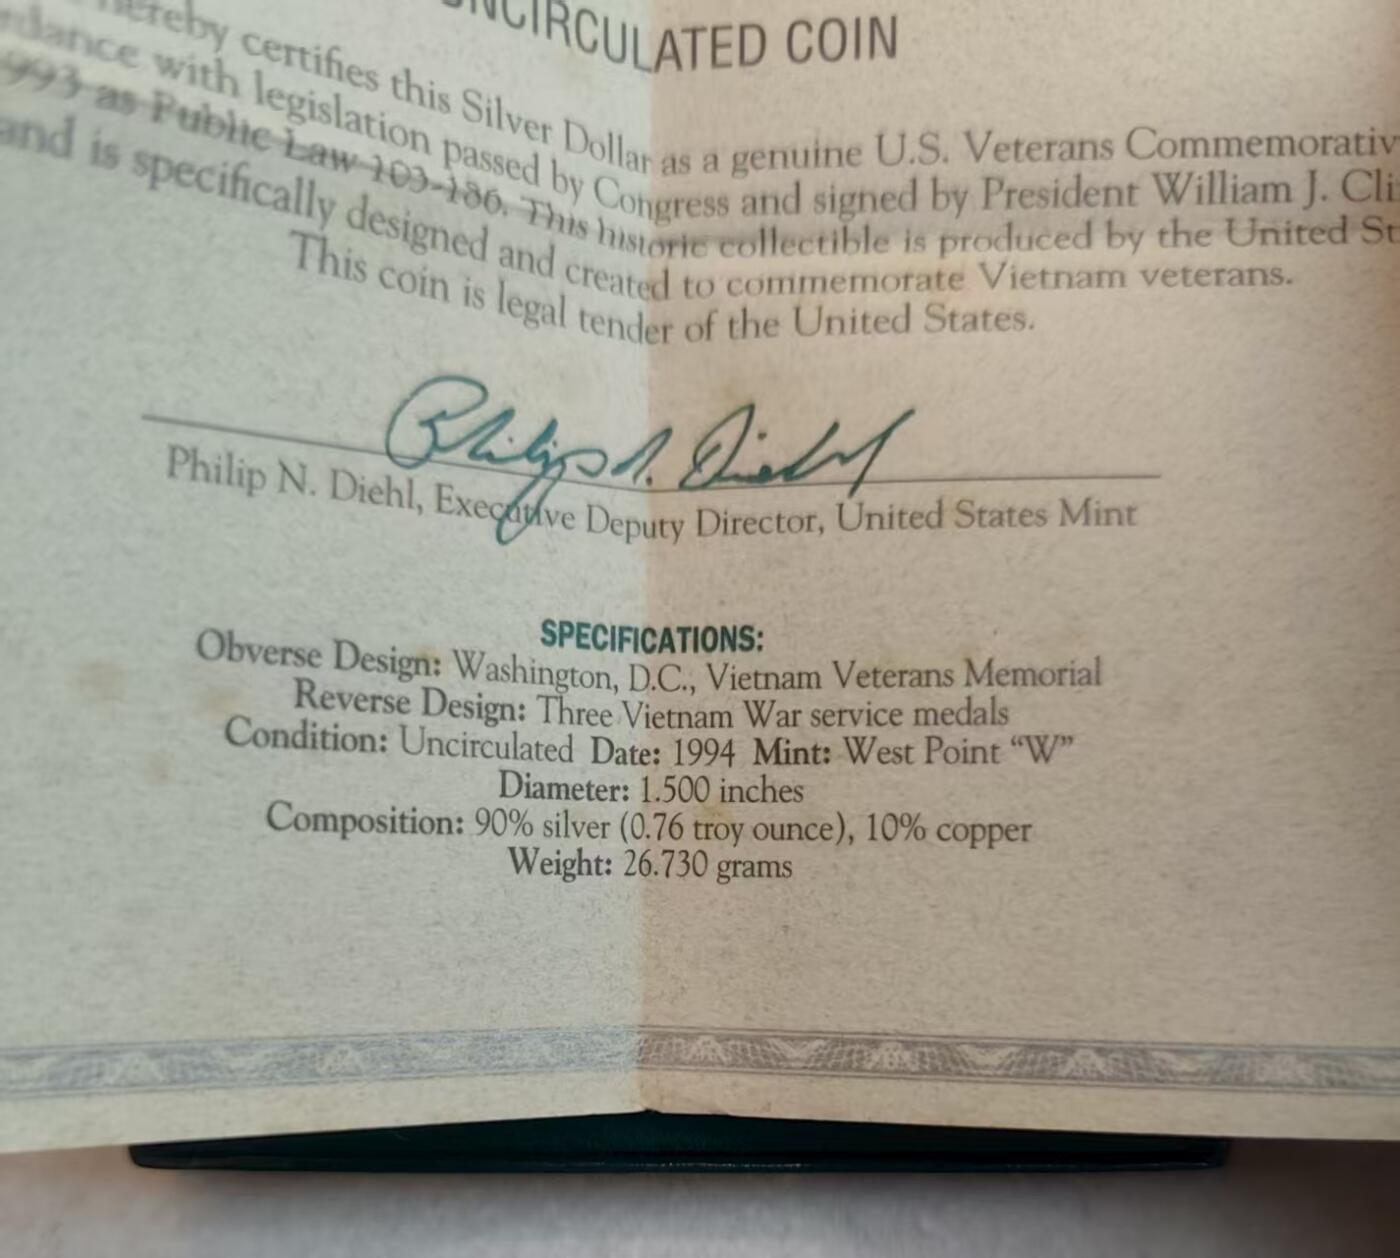 UNCIRCULATED COIN
hereby certifies this Silver Dollar as a genuine U.S. Veterans Commemorativ
dance with legislation passed by Congress and signed by President William J. Cli
993 as Public Law 103-186. This historic collectible is produced by the United St
and is specifically designed and created to commemorate Vietnam veterans.
This coin is legal tender of the United States.
Philip N. Diehl
Philip N. Diehl, Executive Deputy Director, United States Mint
SPECIFICATIONS:
Obverse Design: Washington, D.C., Vietnam Veterans Memorial
Reverse Design: Three Vietnam War service medals
Condition: Uncirculated Date: 1994 Mint: West Point “W”
Diameter: 1.500 inches
Composition: 90% silver (0.76 troy ounce), 10% copper
Weight: 26.730 grams